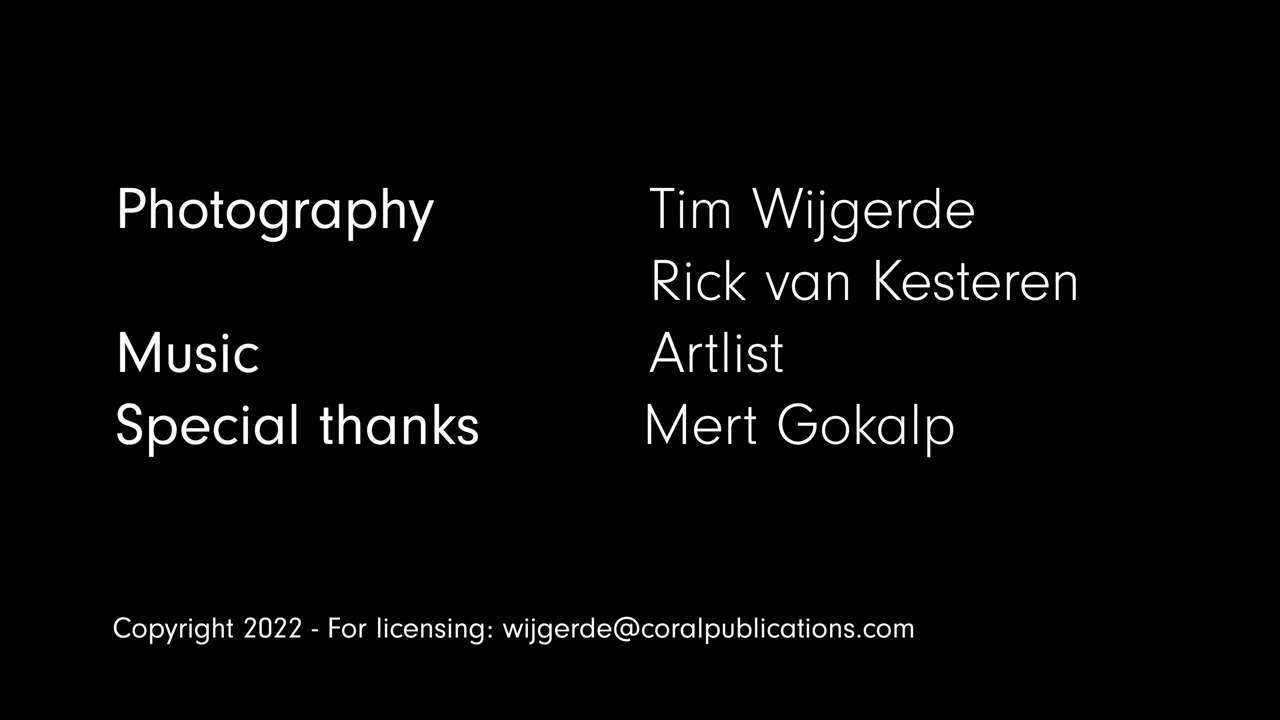 Photography Tim Wijgerde
Rick van Kesteren
Music Artlist
Special thanks Mert Gokalp
Copyright 2022 - For licensing: wijgerde@coralpublications.com